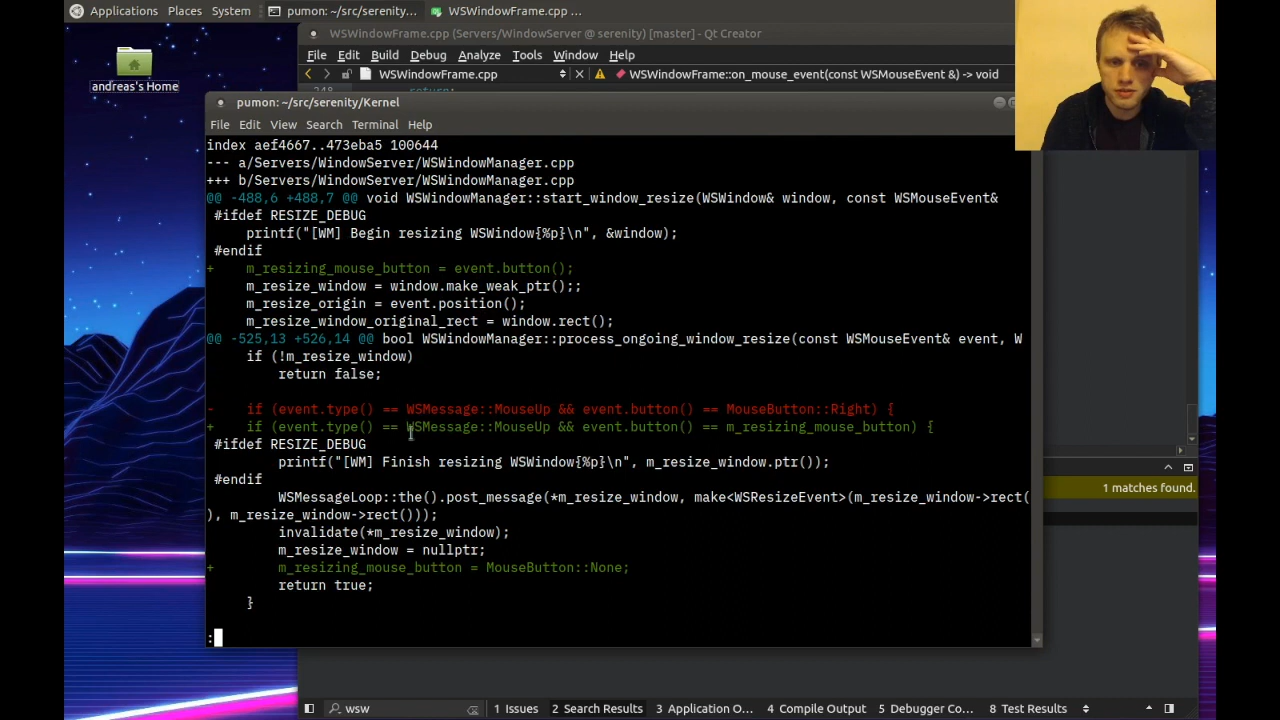 Applications Places System pumon: ~/src/serenity... WSWindowFrame.cpp ...
WSWindowFrame.cpp (Servers/WindowServer @ serenity) [master] - Qt Creator
File Edit Build Debug Analyze Tools Window Help
WSWindowFrame.cpp WSWindowFrame::on_mouse_event(const WSMouseEvent &) -> void
andreas's Home
pumon: ~/src/serenity/Kernel
File Edit View Search Terminal Help
index aef4667..473eba5 100644
--- a/Servers/WindowServer/WSWindowManager.cpp
+++ b/Servers/WindowServer/WSWindowManager.cpp
@@ -488,6 +488,7 @@ void WSWindowManager::start_window_resize(WSWindow& window, const WSMouseEvent&
#ifdef RESIZE_DEBUG
printf("[WM] Begin resizing WSWindow{%p}\n", &window);
#endif
+ m_resizing_mouse_button = event.button();
m_resize_window = window.make_weak_ptr();;
m_resize_origin = event.position();
m_resize_window_original_rect = window.rect();
@@ -525,13 +526,14 @@ bool WSWindowManager::process_ongoing_window_resize(const WSMouseEvent& event, W
if (!m_resize_window)
return false;
- if (event.type() == WSMessage::MouseUp && event.button() == MouseButton::Right) {
+ if (event.type() == WSMessage::MouseUp && event.button() == m_resizing_mouse_button) {
#ifdef RESIZE_DEBUG
printf("[WM] Finish resizing WSWindow{%p}\n", m_resize_window.ptr());
#endif
WSMessageLoop::the().post_message(*m_resize_window, make<WSResizeEvent>(m_resize_window->rect(
), m_resize_window->rect()));
invalidate(*m_resize_window);
m_resize_window = nullptr;
+ m_resizing_mouse_button = MouseButton::None;
return true;
}
:
1 matches found.
wsw 1 Issues 2 Search Results 3 Application O... 4 Compile Output 5 Debugger Co... 8 Test Results